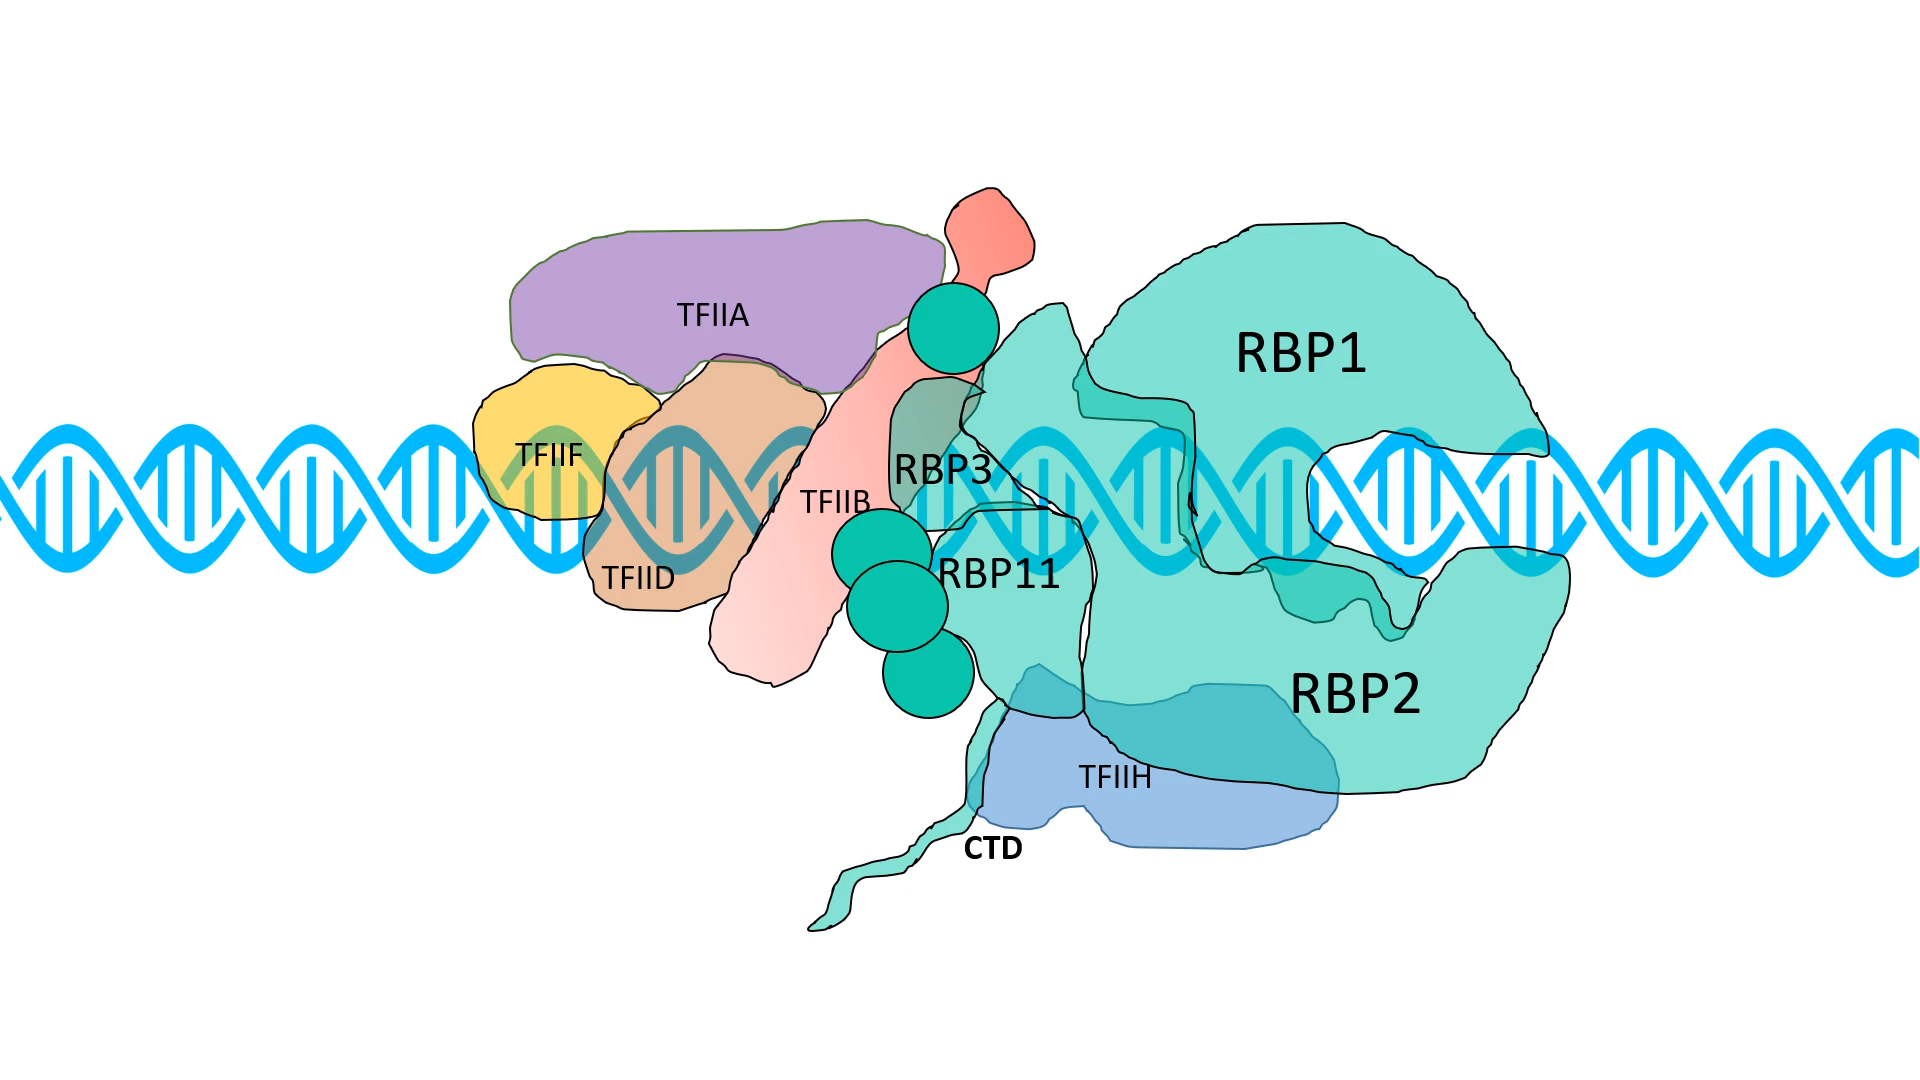 TFIIA
RBP1
TFIIF
RBP3
TFIIB
TFIID
RBP11
RBP2
TFIIH
CTD